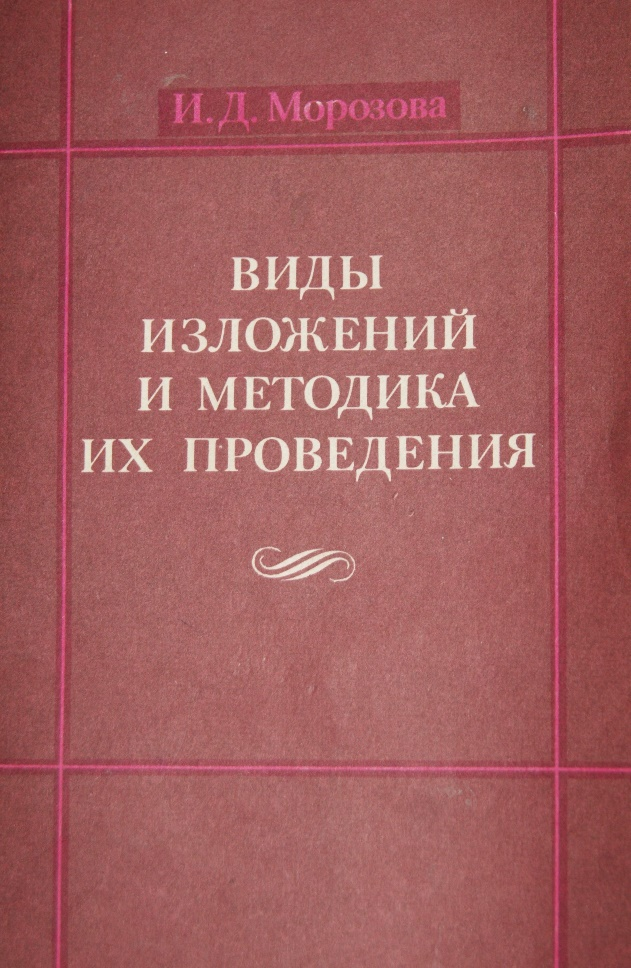 И. Д. Морозова
ВИДЫ
ИЗЛОЖЕНИЙ
И МЕТОДИКА
ИХ ПРОВЕДЕНИЯ